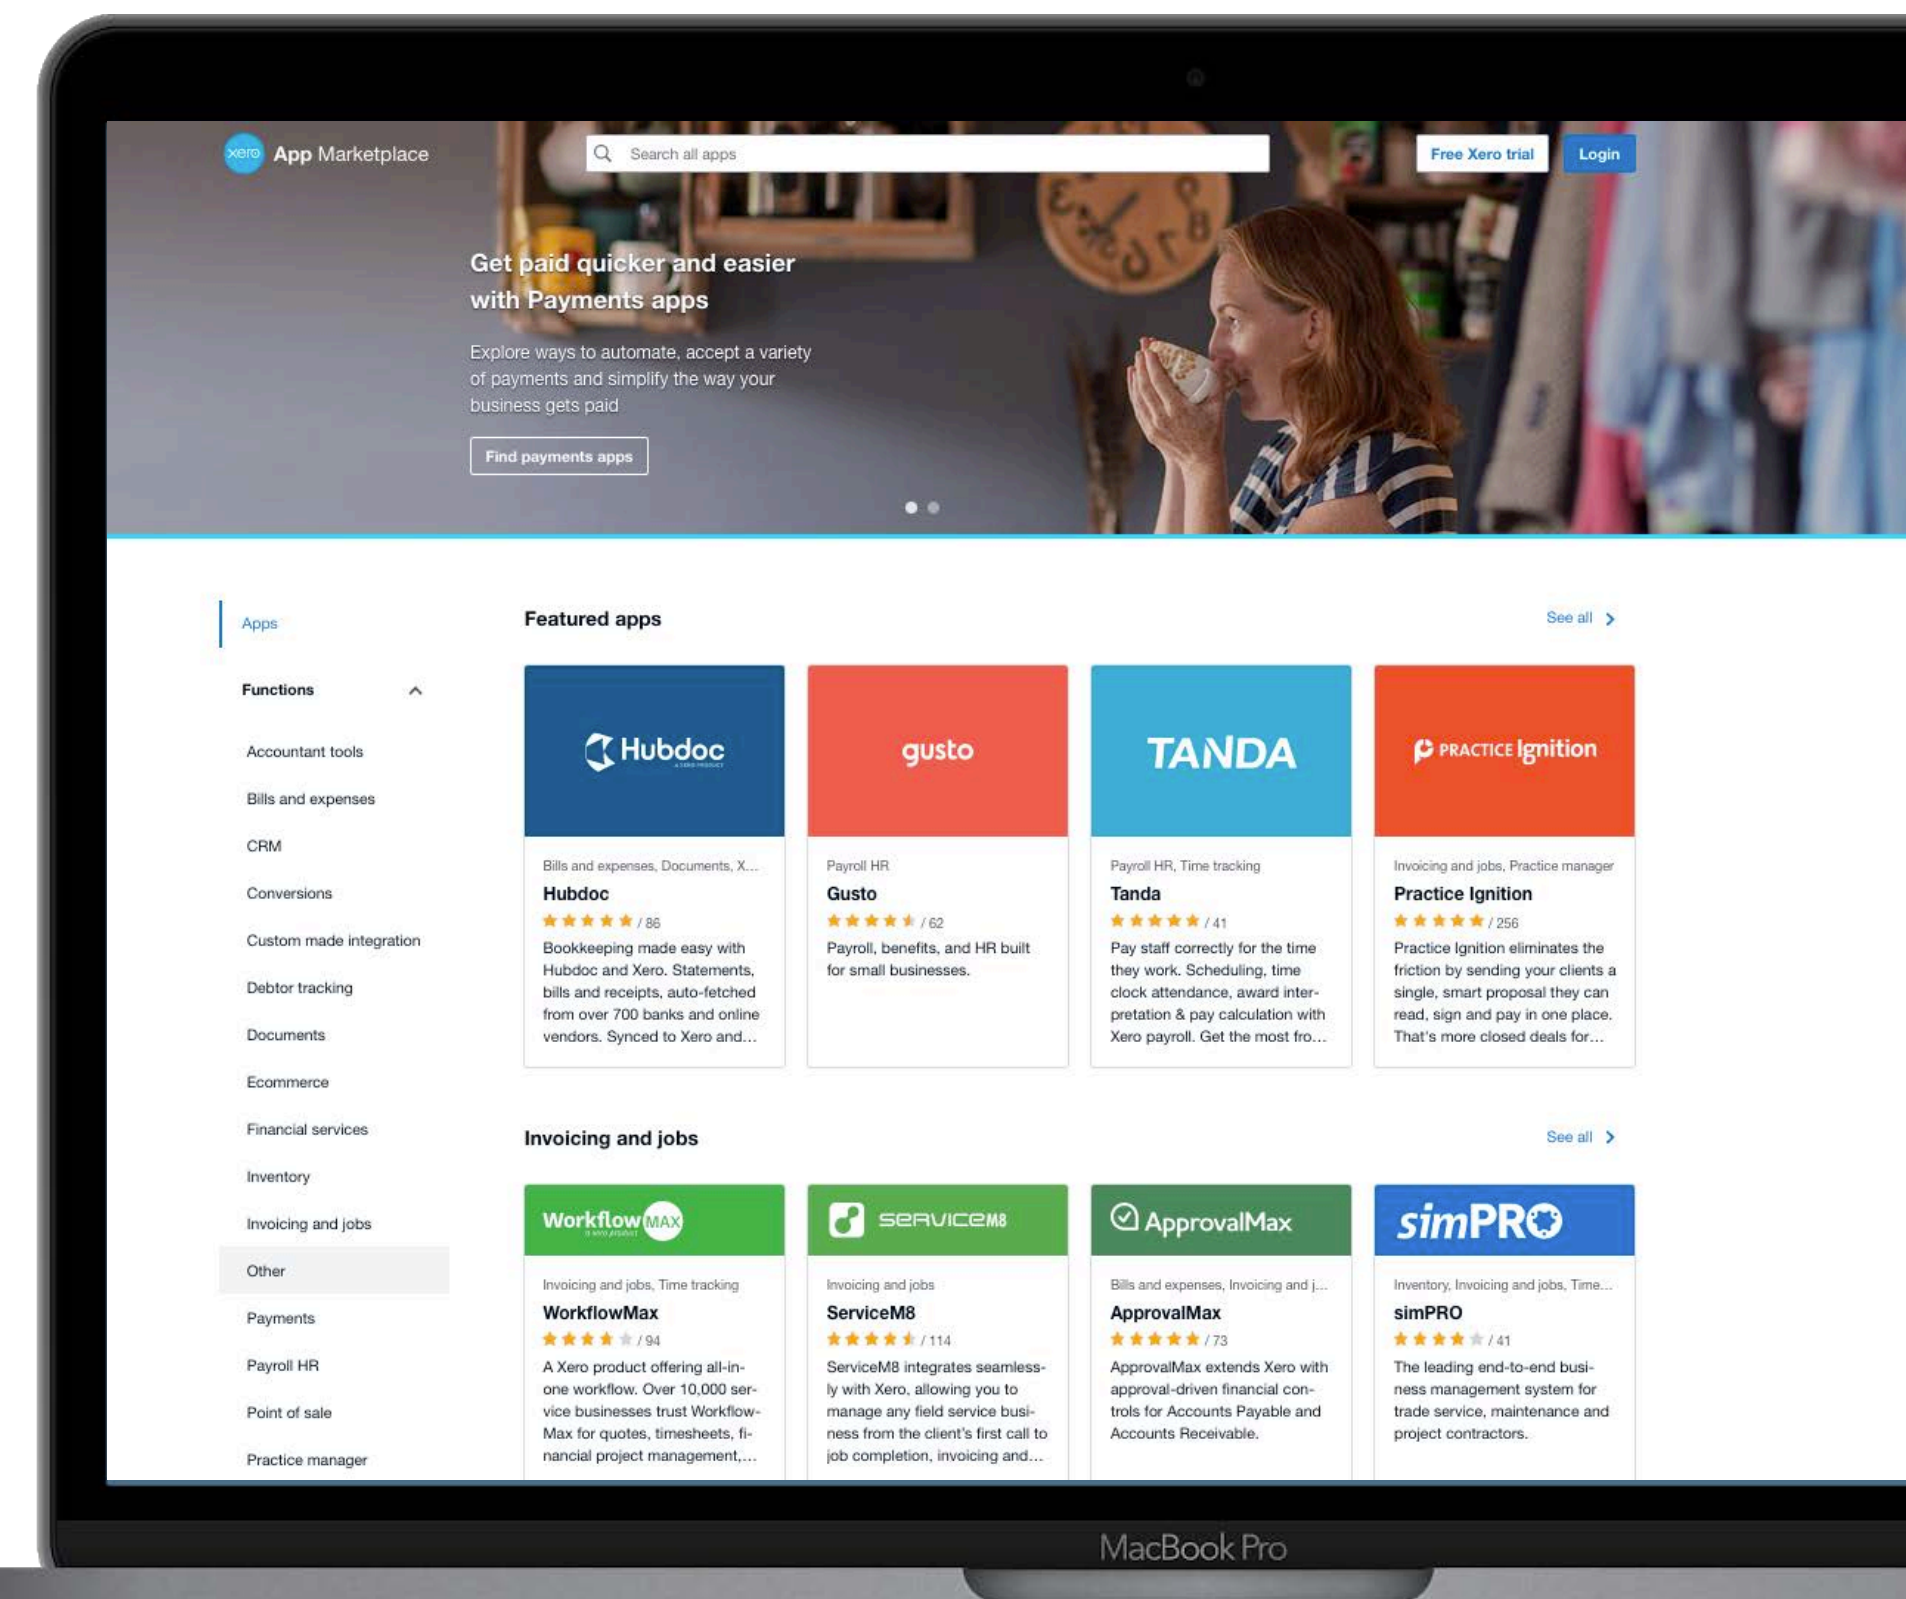 xero App Marketplace
Search all apps
Free Xero trial
Login
Get paid quicker and easier
with Payments apps
Explore ways to automate, accept a variety
of payments and simplify the way your
business gets paid
Find payments apps
Apps
Functions
Accountant tools
Bills and expenses
CRM
Conversions
Custom made integration
Debtor tracking
Documents
Ecommerce
Financial services
Inventory
Invoicing and jobs
Other
Payments
Payroll HR
Point of sale
Practice manager
Featured apps
See all
Hubdoc
A XERO PRODUCT
Bills and expenses, Documents, X...
Hubdoc
/ 86
Bookkeeping made easy with
Hubdoc and Xero. Statements,
bills and receipts, auto-fetched
from over 700 banks and online
vendors. Synced to Xero and...
gusto
Payroll HR
Gusto
/ 62
Payroll, benefits, and HR built
for small businesses.
TANDA
Payroll HR, Time tracking
Tanda
/ 41
Pay staff correctly for the time
they work. Scheduling, time
clock attendance, award inter-
pretation & pay calculation with
Xero payroll. Get the most fro...
PRACTICE Ignition
Invoicing and jobs, Practice manager
Practice Ignition
/ 256
Practice Ignition eliminates the
friction by sending your clients a
single, smart proposal they can
read, sign and pay in one place.
That's more closed deals for...
Invoicing and jobs
See all
WorkflowMAX
a xero product
Invoicing and jobs, Time tracking
WorkflowMax
/ 94
A Xero product offering all-in-
one workflow. Over 10,000 ser-
vice businesses trust Workflow-
Max for quotes, timesheets, fi-
nancial project management,...
SERVICEM8
Invoicing and jobs
ServiceM8
/ 114
ServiceM8 integrates seamless-
ly with Xero, allowing you to
manage any field service busi-
ness from the client's first call to
job completion, invoicing and...
ApprovalMax
Bills and expenses, Invoicing and j...
ApprovalMax
/ 73
ApprovalMax extends Xero with
approval-driven financial con-
trols for Accounts Payable and
Accounts Receivable.
simPRO
Inventory, Invoicing and jobs, Time...
simPRO
/ 41
The leading end-to-end busi-
ness management system for
trade service, maintenance and
project contractors.
MacBook Pro